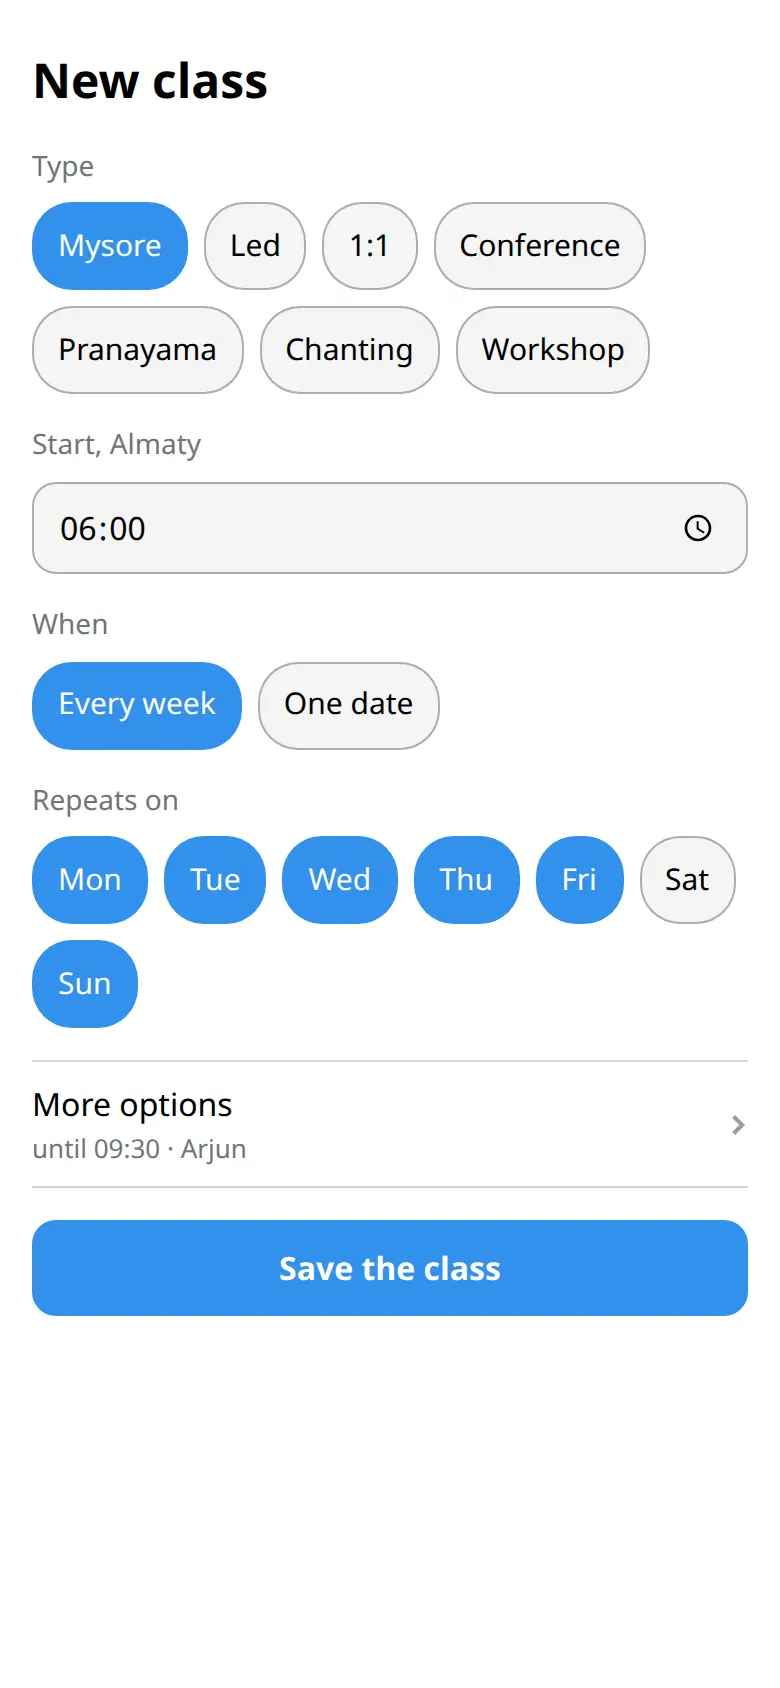 New class
Type
Mysore Led 1:1 Conference
Pranayama Chanting Workshop
Start, Almaty
06:00
When
Every week One date
Repeats on
Mon Tue Wed Thu Fri Sat
Sun
More options
until 09:30 · Arjun
Save the class